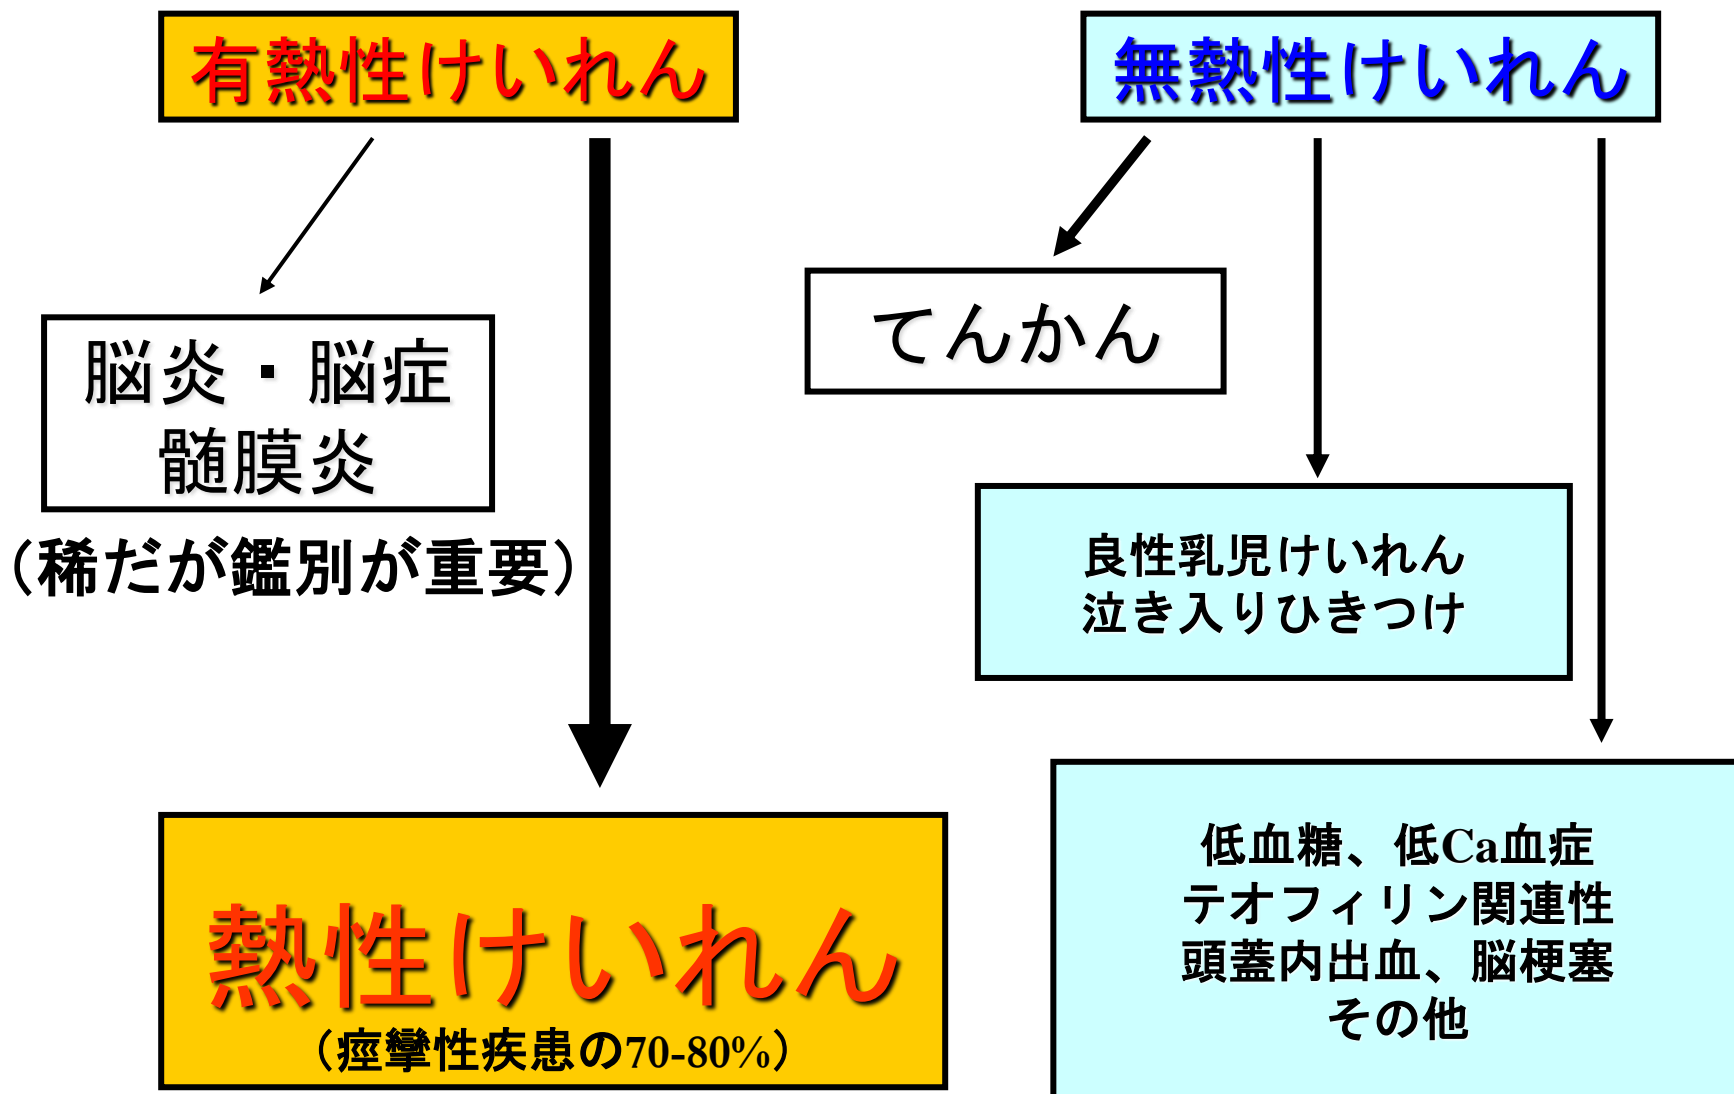 有熱性けいれん
無熱性けいれん
てんかん
脳炎・脳症
髄膜炎
（稀だが鑑別が重要）
良性乳児けいれん
泣き入りひきつけ
低血糖、低Ca血症
テオフィリン関連性
頭蓋内出血、脳梗塞
その他
熱性けいれん
（痙攣性疾患の70-80%）